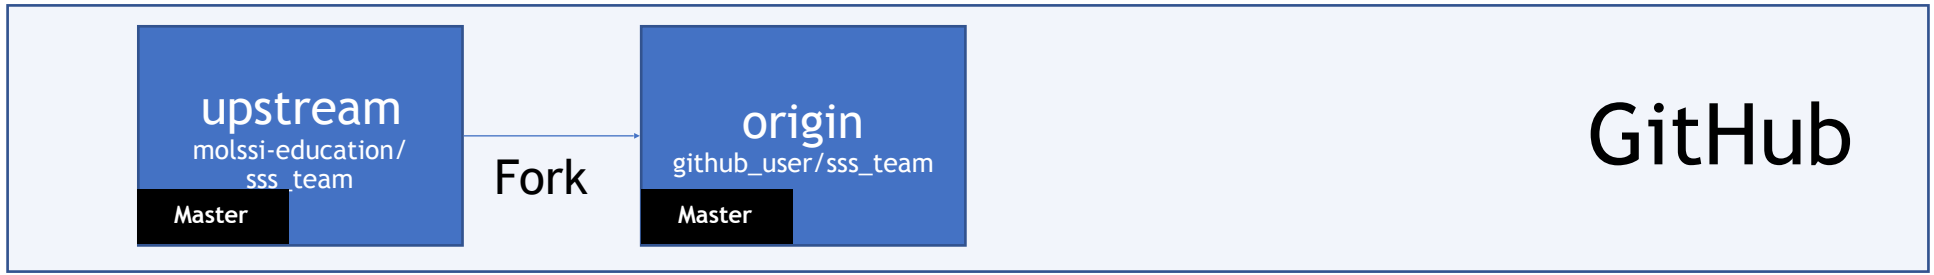 upstream
molssi-education/
sss_team
Master
Fork
origin
github_user/sss_team
Master
GitHub